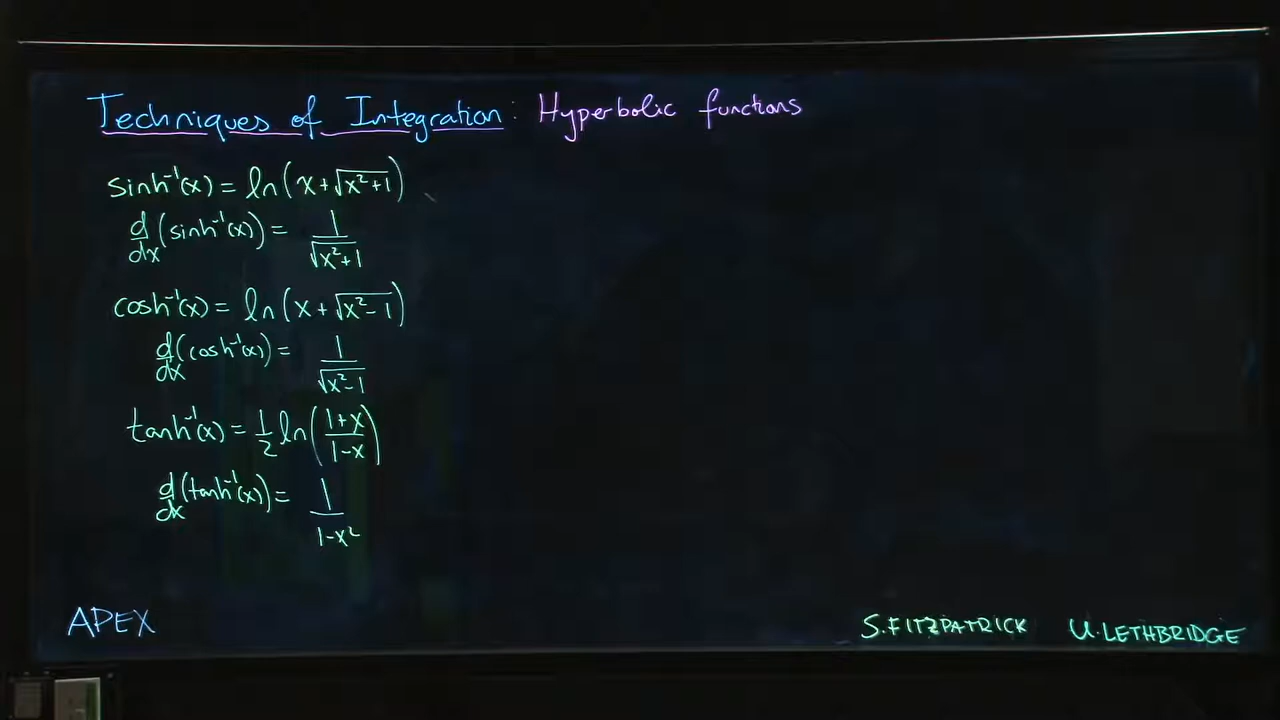 Techniques of Integration: Hyperbolic functions
sinh⁻¹(x) = ln(x+√(x²+1))
d/dx(sinh⁻¹(x)) = 1/√(x²+1)
cosh⁻¹(x) = ln(x+√(x²-1))
d/dx(cosh⁻¹(x)) = 1/√(x²-1)
tanh⁻¹(x) = 1/2 ln((1+x)/(1-x))
d/dx(tanh⁻¹(x)) = 1/(1-x²)
APEX
S.FITZPATRICK U.LETHBRIDGE